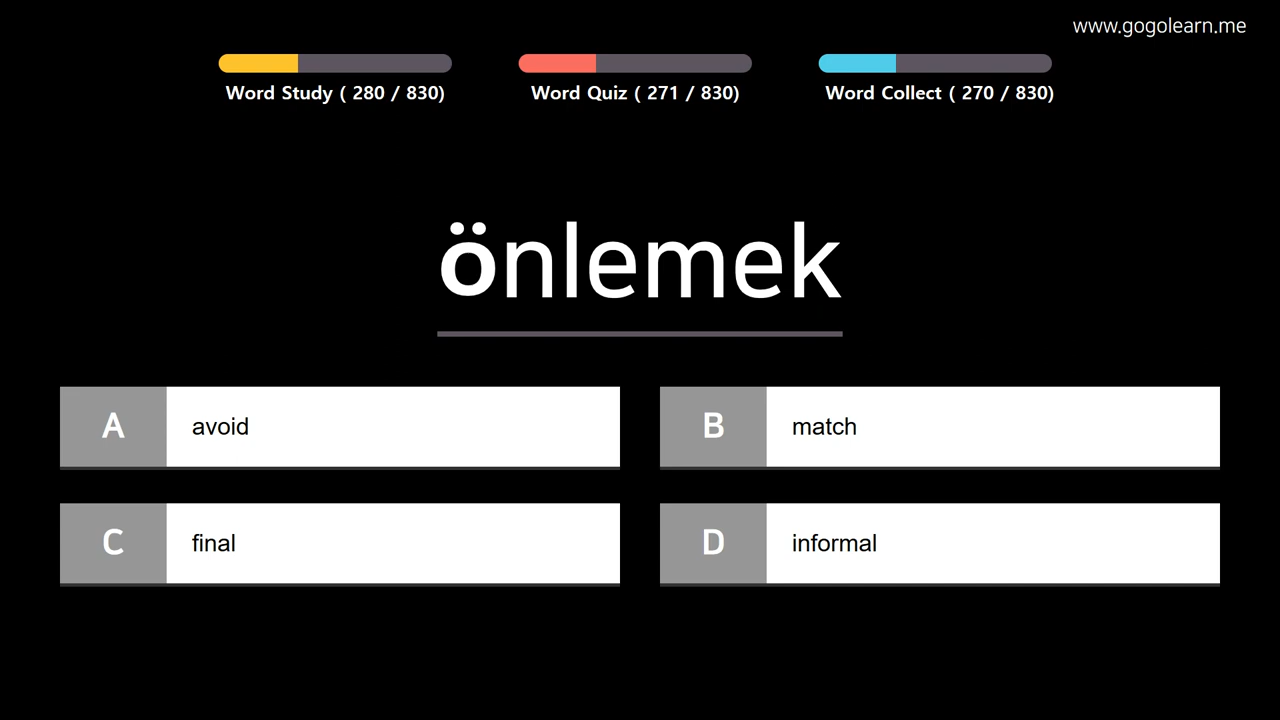 www.gogolearn.me
Word Study ( 280 / 830)
Word Quiz ( 271 / 830)
Word Collect ( 270 / 830)
önlemek
A avoid
B match
C final
D informal